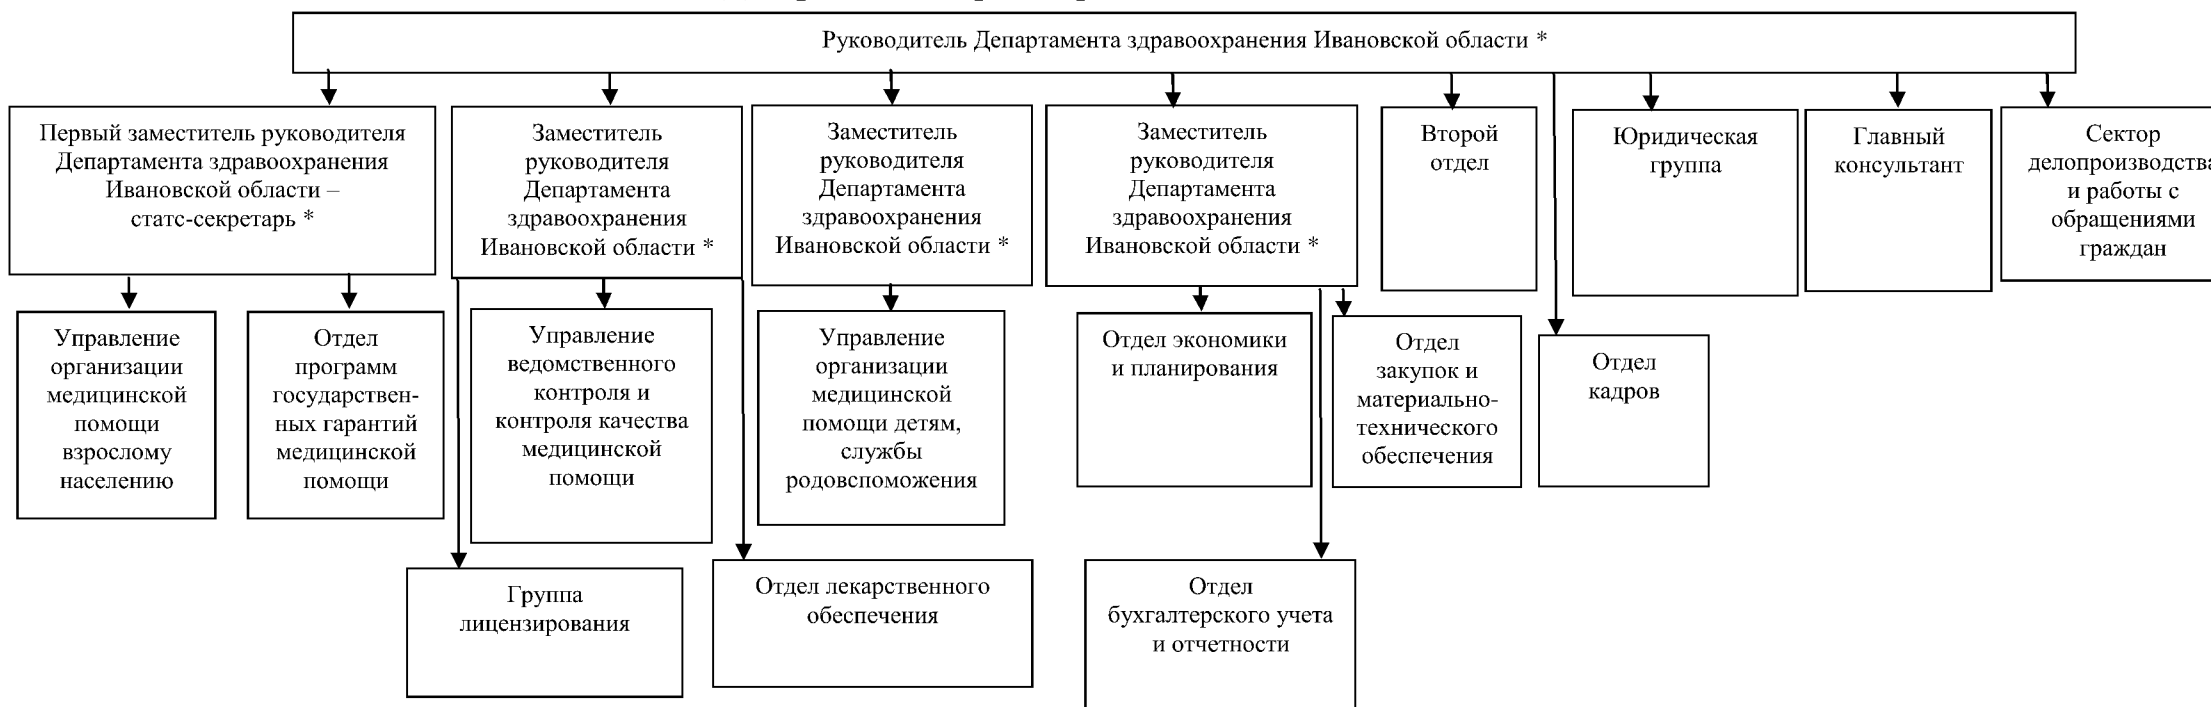 Руководитель Департамента здравоохранения Ивановской области *
Первый заместитель руководителя
Департамента здравоохранения
Ивановской области –
статс-секретарь *
Заместитель
руководителя
Департамента
здравоохранения
Ивановской области *
Заместитель
руководителя
Департамента
здравоохранения
Ивановской области *
Заместитель
руководителя
Департамента
здравоохранения
Ивановской области *
Второй
отдел
Юридическая
группа
Главный
консультант
Сектор
делопроизводства
и работы с
обращениями
граждан
Управление
организации
медицинской
помощи
взрослому
населению
Отдел
программ
государствен-
ных гарантий
медицинской
помощи
Управление
ведомственного
контроля и
контроля качества
медицинской
помощи
Управление
организации
медицинской
помощи детям,
службы
родовспоможения
Отдел экономики
и планирования
Отдел
закупок и
материально-
технического
обеспечения
Отдел
кадров
Группа
лицензирования
Отдел лекарственного
обеспечения
Отдел
бухгалтерского учета
и отчетности